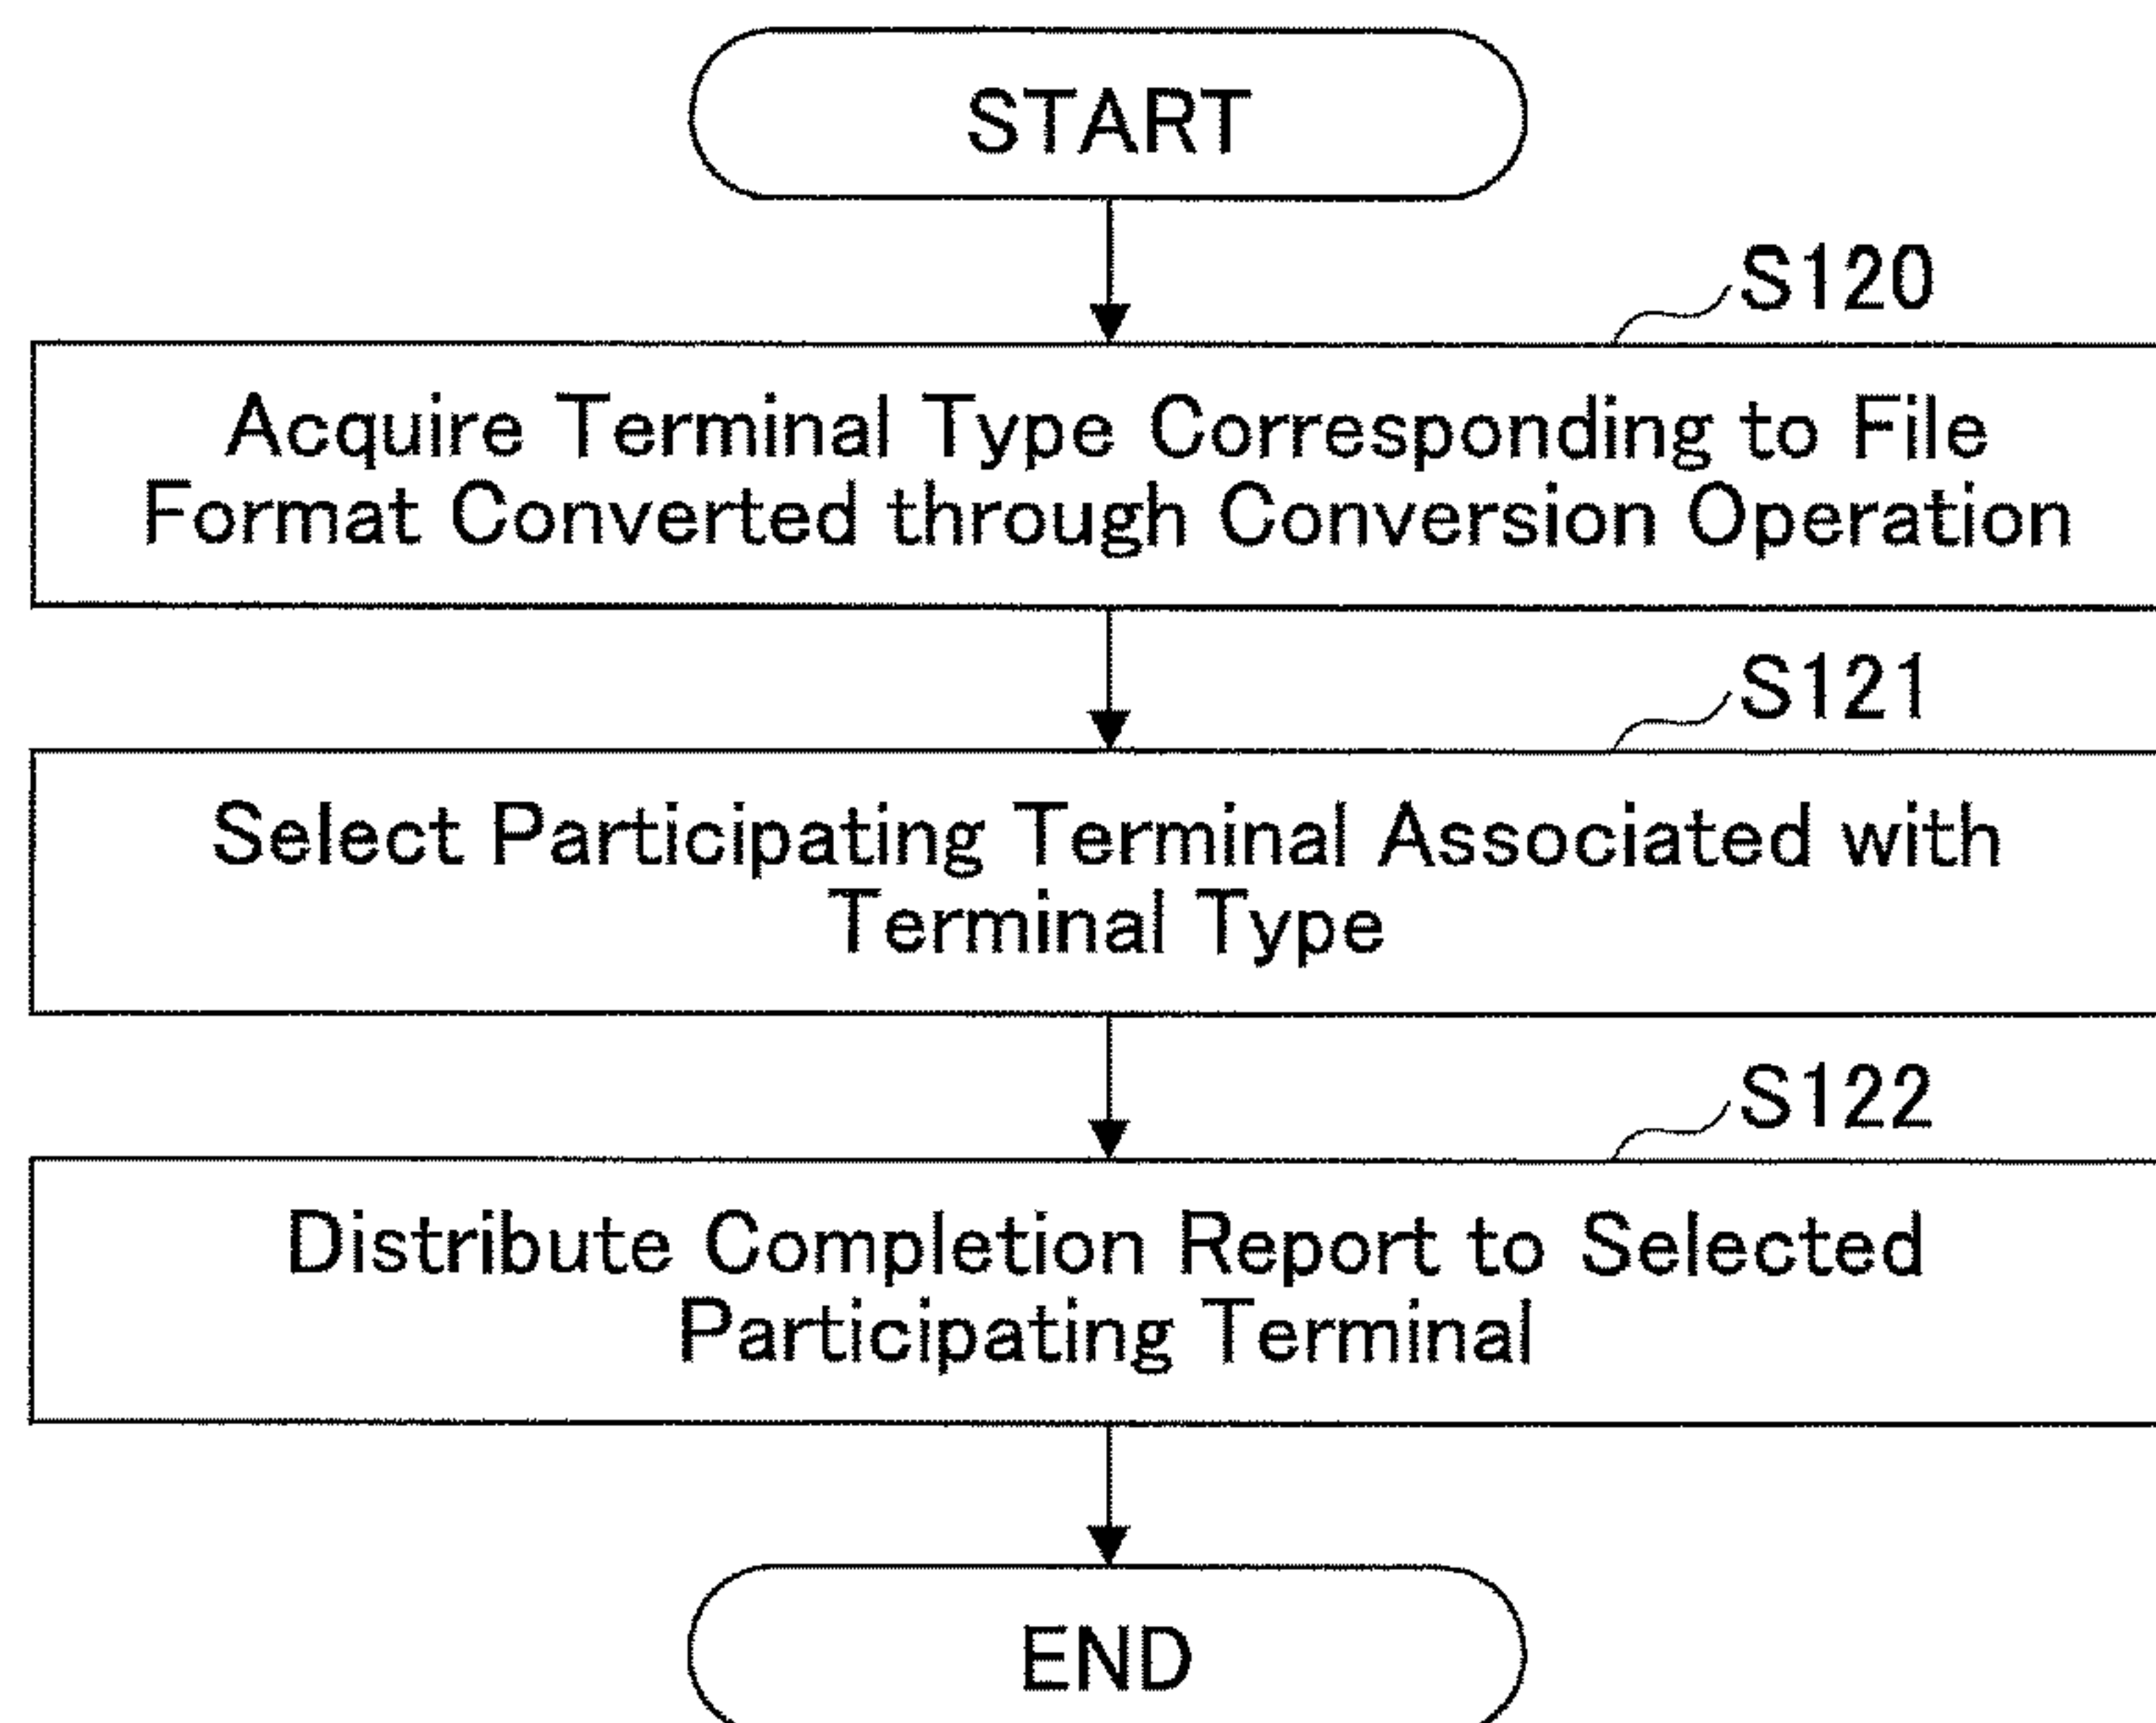 START
S120
Acquire Terminal Type Corresponding to File
Format Converted through Conversion Operation
S121
Select Participating Terminal Associated with
Terminal Type
S122
Distribute Completion Report to Selected
Participating Terminal
END